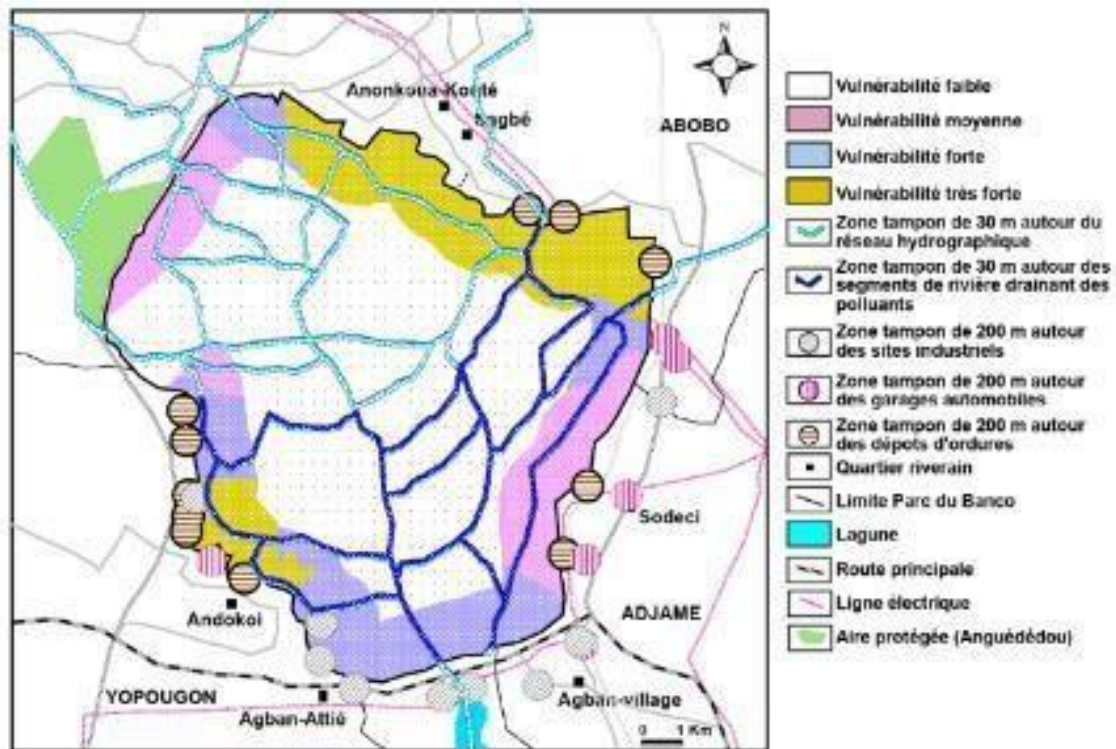 N
Anonkoua-Kouté
ABOBO
Sodeci
Andokoi
ADJAME
YOPOUGON
Agban-Attié
Agban-village
0 1 Km
Vulnérabilité faible
Vulnérabilité moyenne
Vulnérabilité forte
Vulnérabilité très forte
Zone tampon de 30 m autour du
réseau hydrographique
Zone tampon de 30 m autour des
segments de rivière drainant des
polluants
Zone tampon de 200 m autour
des sites industriels
Zone tampon de 200 m autour
des garages automobiles
Zone tampon de 200 m autour
des dépots d'ordures
Quartier riverain
Limite Parc du Banco
Lagune
Route principale
Ligne électrique
Aire protégée (Anguédédou)